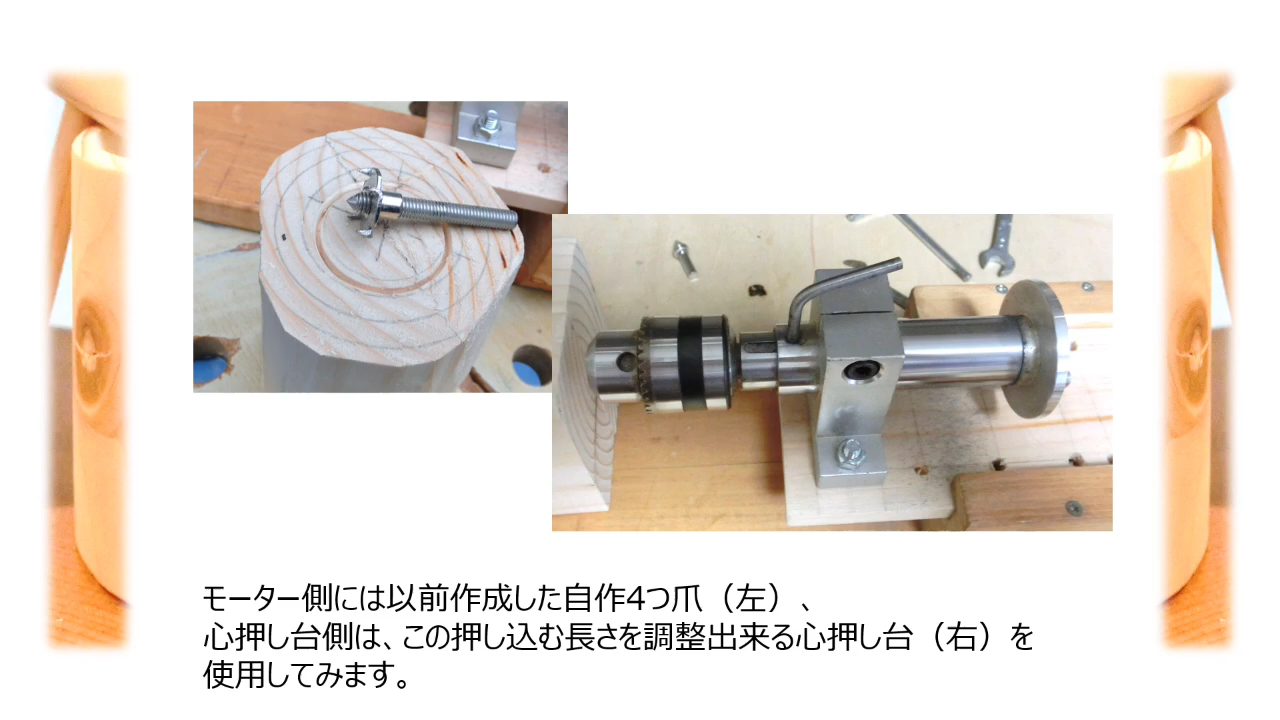 モーター側には以前作成した自作4つ爪（左）、
心押し台側は、この押し込む長さを調整出来る心押し台（右）を
使用してみます。